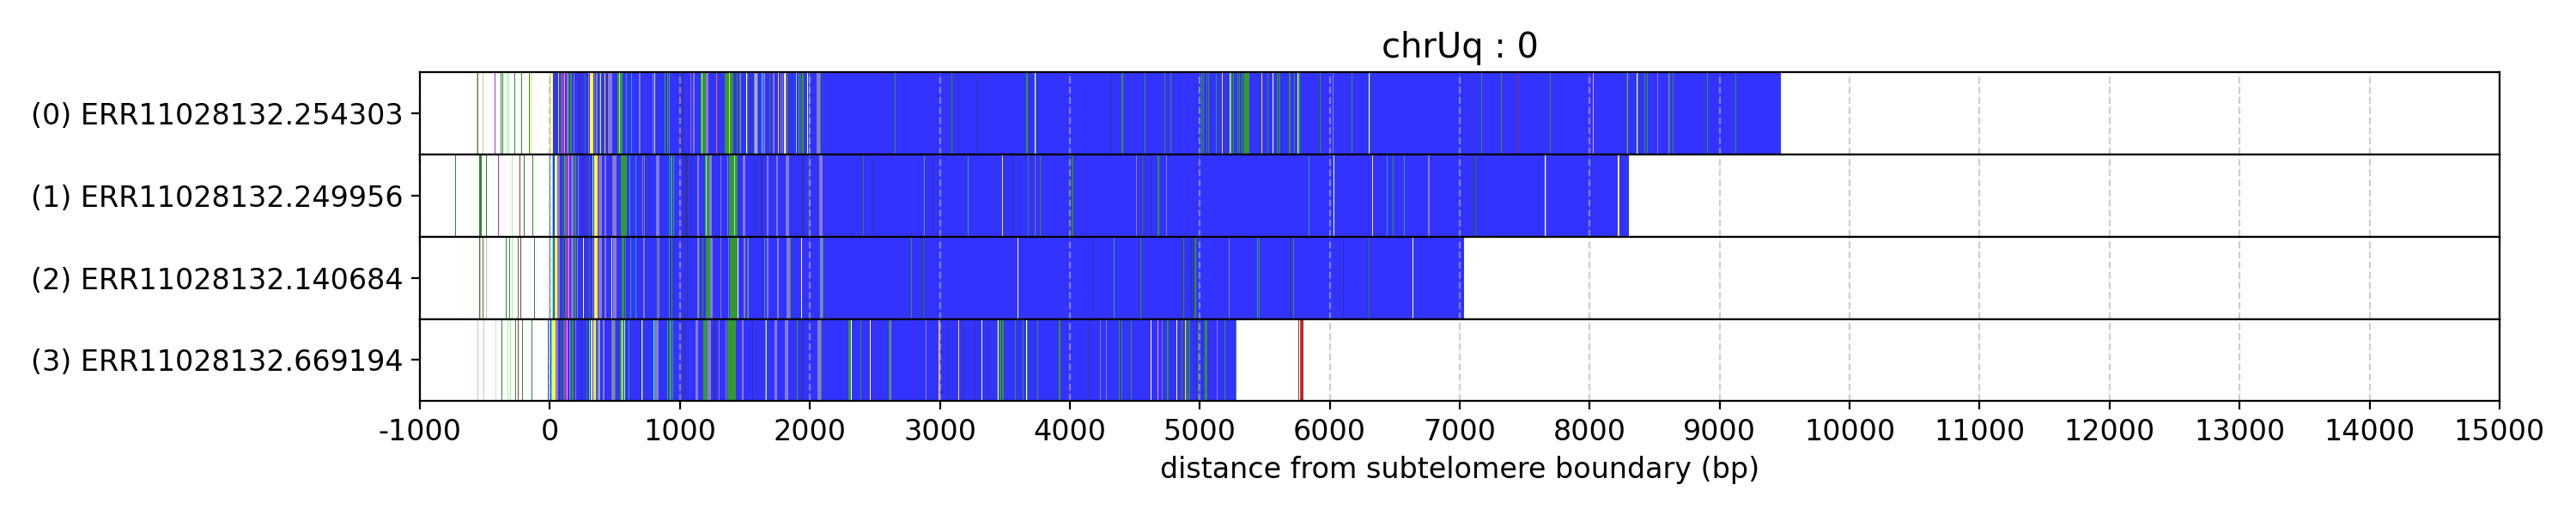 chrUq : 0
(0) ERR11028132.254303
(1) ERR11028132.249956
(2) ERR11028132.140684
(3) ERR11028132.669194
-1000 0 1000 2000 3000 4000 5000 6000 7000 8000 9000 10000 11000 12000 13000 14000 15000
distance from subtelomere boundary (bp)